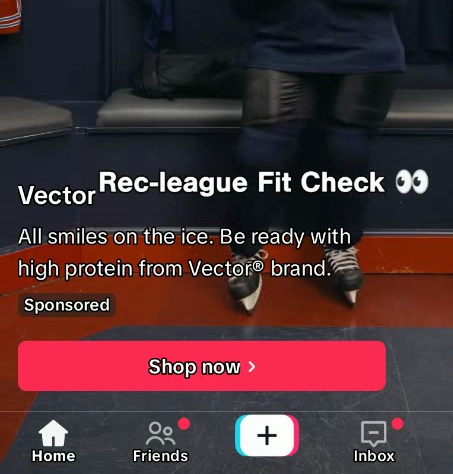 Rec-league Fit Check 👀
Vector
All smiles on the ice. Be ready with
high protein from Vector® brand.
Sponsored
Shop now >
Home
Friends
Inbox